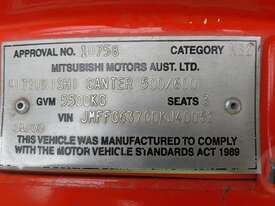 APPROVAL NO. 10758 CATEGORY
MITSUBISHI MOTORS AUST. LTD.
MITSUBISHI CANTER 500/600
GVM 5500KG SEATS 3
VIN
THIS VEHICLE WAS MANUFACTURED TO COMPLY
WITH THE MOTOR VEHICLE STANDARDS ACT 1989